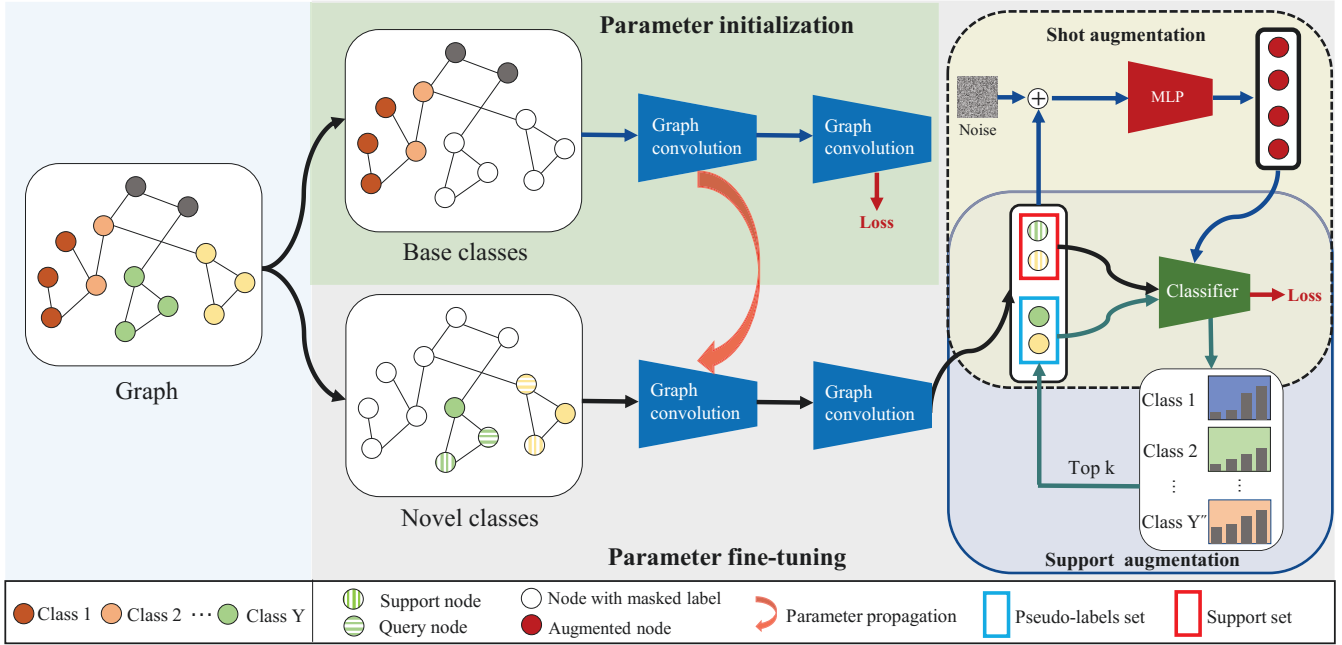 Parameter initialization
Shot augmentation
MLP
Noise
Graph
convolution
Graph
convolution
Loss
Base classes
Graph
Classifier
Loss
Graph
convolution
Graph
convolution
Novel classes
Class 1
Class 2
⋮
⋮
Class Y″
Top k
Parameter fine-tuning
Support augmentation
Class 1
Class 2
···
Class Y
Support node
Query node
Node with masked label
Augmented node
Parameter propagation
Pseudo-labels set
Support set